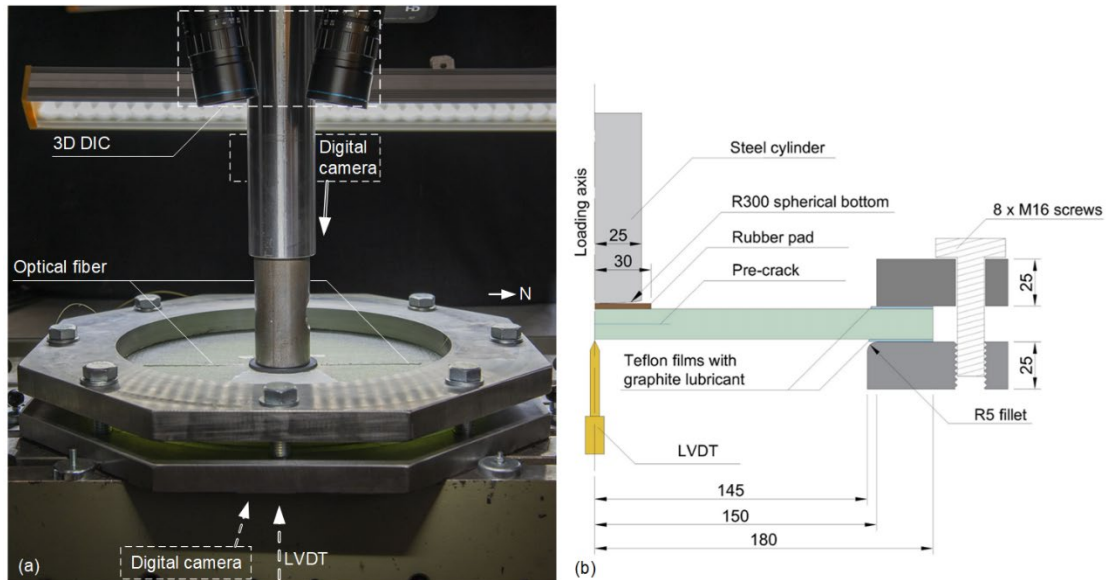 HD
3D DIC
Digital
camera
Optical fiber
N
Digital camera
LVDT
(a)
Loading axis
Steel cylinder
R300 spherical bottom
8 x M16 screws
25
Rubber pad
30
Pre-crack
25
Teflon films with
graphite lubricant
25
R5 fillet
LVDT
145
150
180
(b)